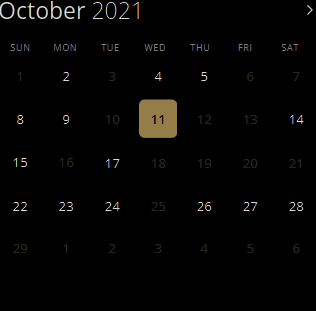 October 2021
SUN MON TUE WED THU FRI SAT
1 2 3 4 5 6 7
8 9 10 11 12 13 14
15 16 17 18 19 20 21
22 23 24 25 26 27 28
29 1 2 3 4 5 6